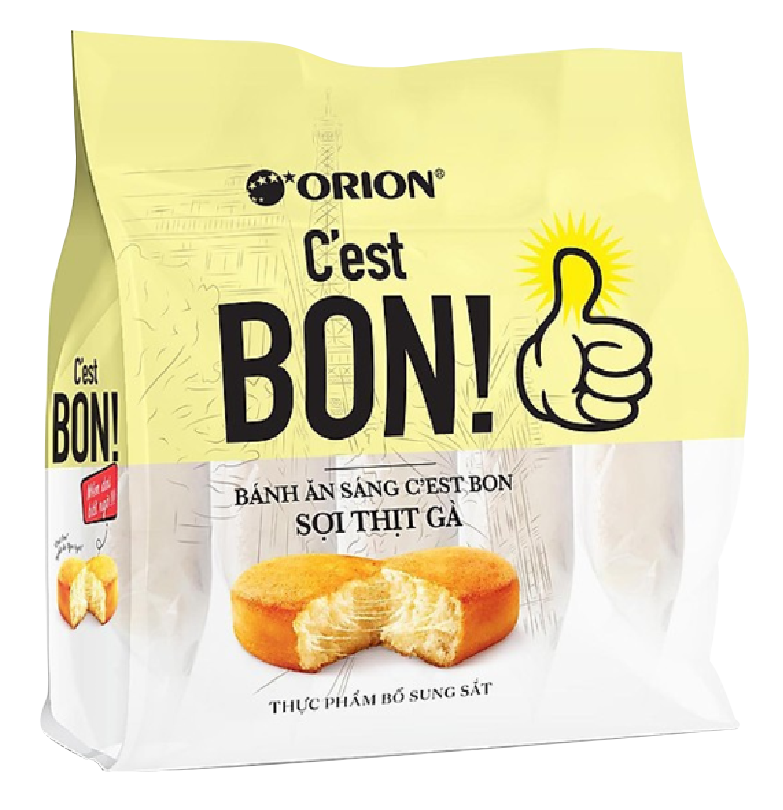 ORION®
C'est
BON!
BÁNH ĂN SÁNG C'EST BON
SỢI THỊT GÀ
THỰC PHẨM BỔ SUNG SẮT
C'est
BON!